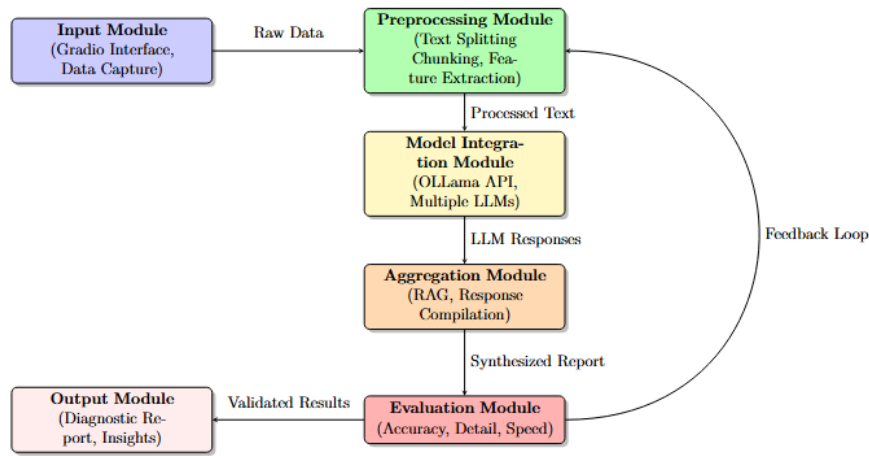 Input Module
(Gradio Interface,
Data Capture)
Raw Data
Preprocessing Module
(Text Splitting
Chunking, Fea-
ture Extraction)
Processed Text
Model Integra-
tion Module
(OLLama API,
Multiple LLMs)
LLM Responses
Feedback Loop
Aggregation Module
(RAG, Response
Compilation)
Synthesized Report
Evaluation Module
(Accuracy, Detail, Speed)
Validated Results
Output Module
(Diagnostic Re-
port, Insights)